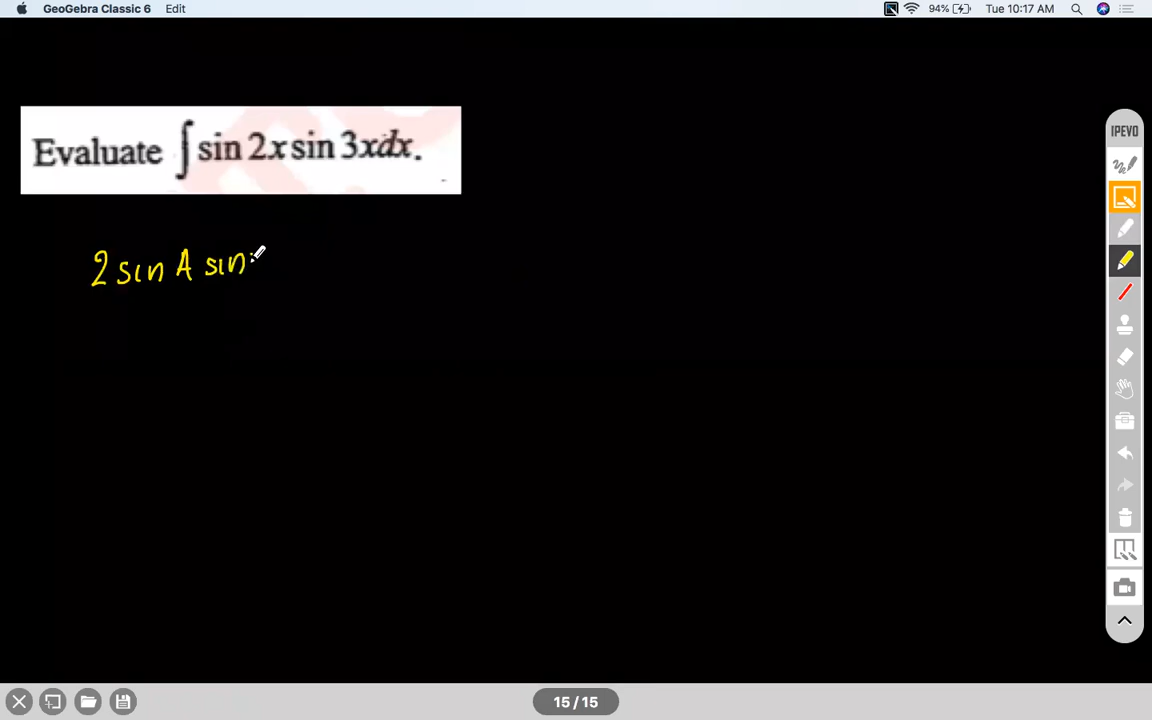 GeoGebra Classic 6 Edit 94% Tue 10:17 AM
IPEVO
Evaluate ∫ sin 2x sin 3xdx.
2 sin A sin
15 / 15